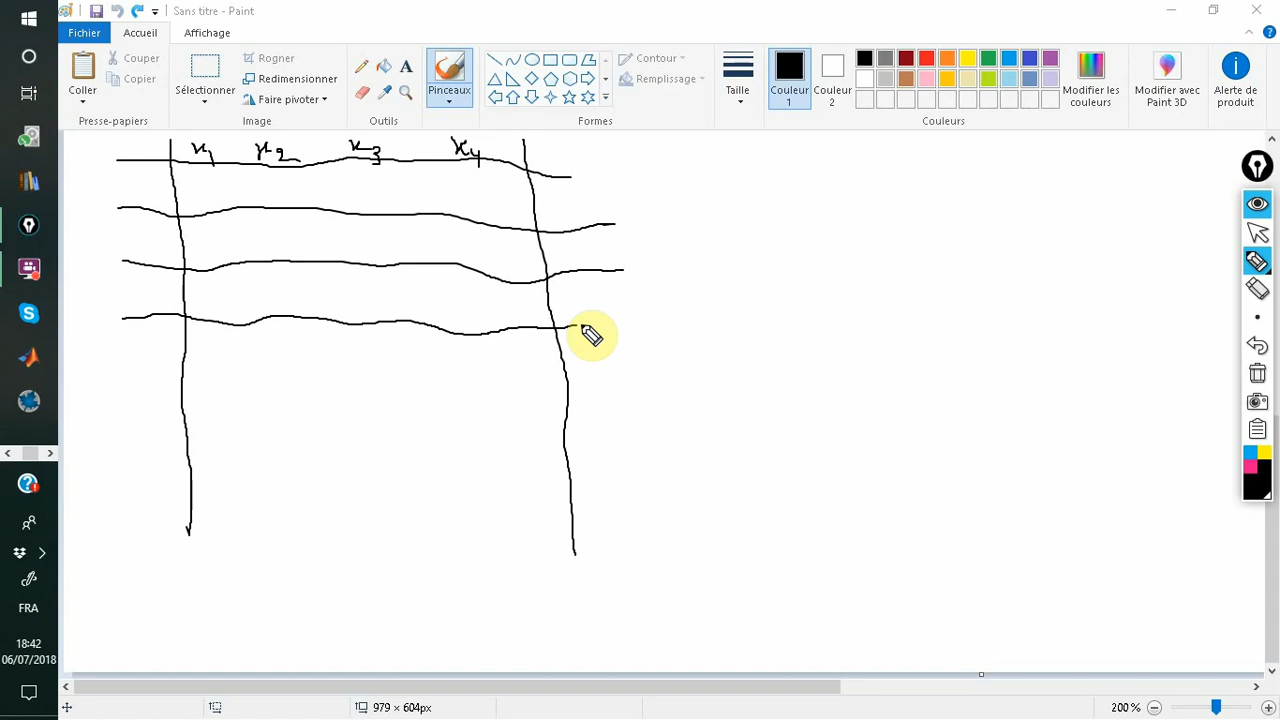 Sans titre - Paint
Fichier Accueil Affichage
Coller
Couper
Copier
Presse-papiers
Sélectionner
Rogner
Redimensionner
Faire pivoter
Image
A
Outils
Pinceaux
Contour
Remplissage
Formes
Taille
Couleur 1
Couleur 2
Modifier les couleurs
Couleurs
Modifier avec Paint 3D
Alerte de produit
x1 x2 x3 x4
FRA
18:42
06/07/2018
979 × 604px
200 %